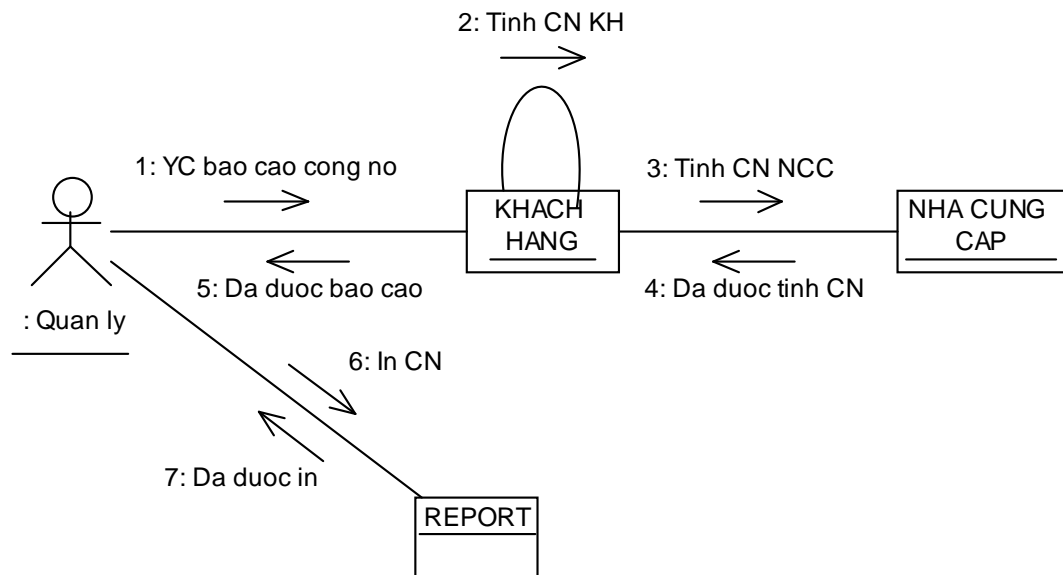 2: Tinh CN KH
1: YC bao cao cong no
3: Tinh CN NCC
KHACH
HANG
NHA CUNG
CAP
5: Da duoc bao cao
4: Da duoc tinh CN
: Quan ly
6: In CN
7: Da duoc in
REPORT